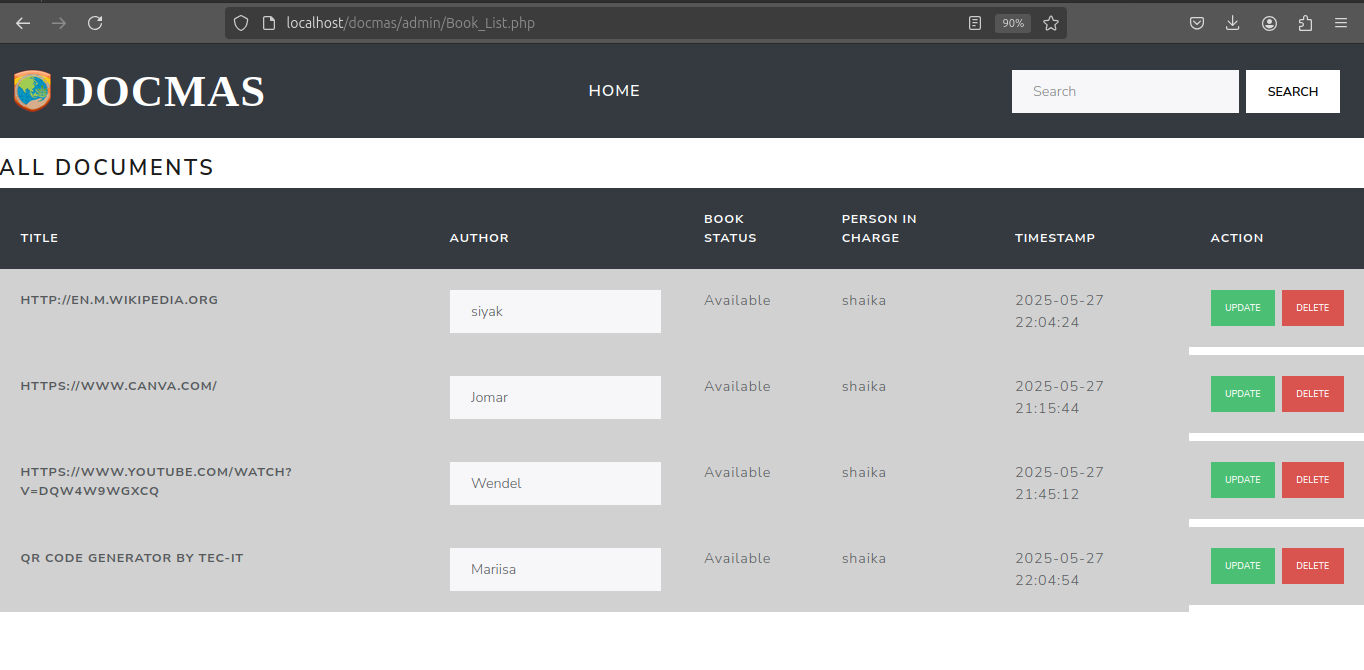 localhost/docmas/admin/Book_List.php
90%
DOCMAS
HOME
Search
SEARCH
ALL DOCUMENTS
TITLE
AUTHOR
BOOK
STATUS
PERSON IN
CHARGE
TIMESTAMP
ACTION
HTTP://EN.M.WIKIPEDIA.ORG
siyak
Available
shaika
2025-05-27
22:04:24
UPDATE
DELETE
HTTPS://WWW.CANVA.COM/
Jomar
Available
shaika
2025-05-27
21:15:44
UPDATE
DELETE
HTTPS://WWW.YOUTUBE.COM/WATCH?
V=DQW4W9WGXCQ
Wendel
Available
shaika
2025-05-27
21:45:12
UPDATE
DELETE
QR CODE GENERATOR BY TEC-IT
Mariisa
Available
shaika
2025-05-27
22:04:54
UPDATE
DELETE